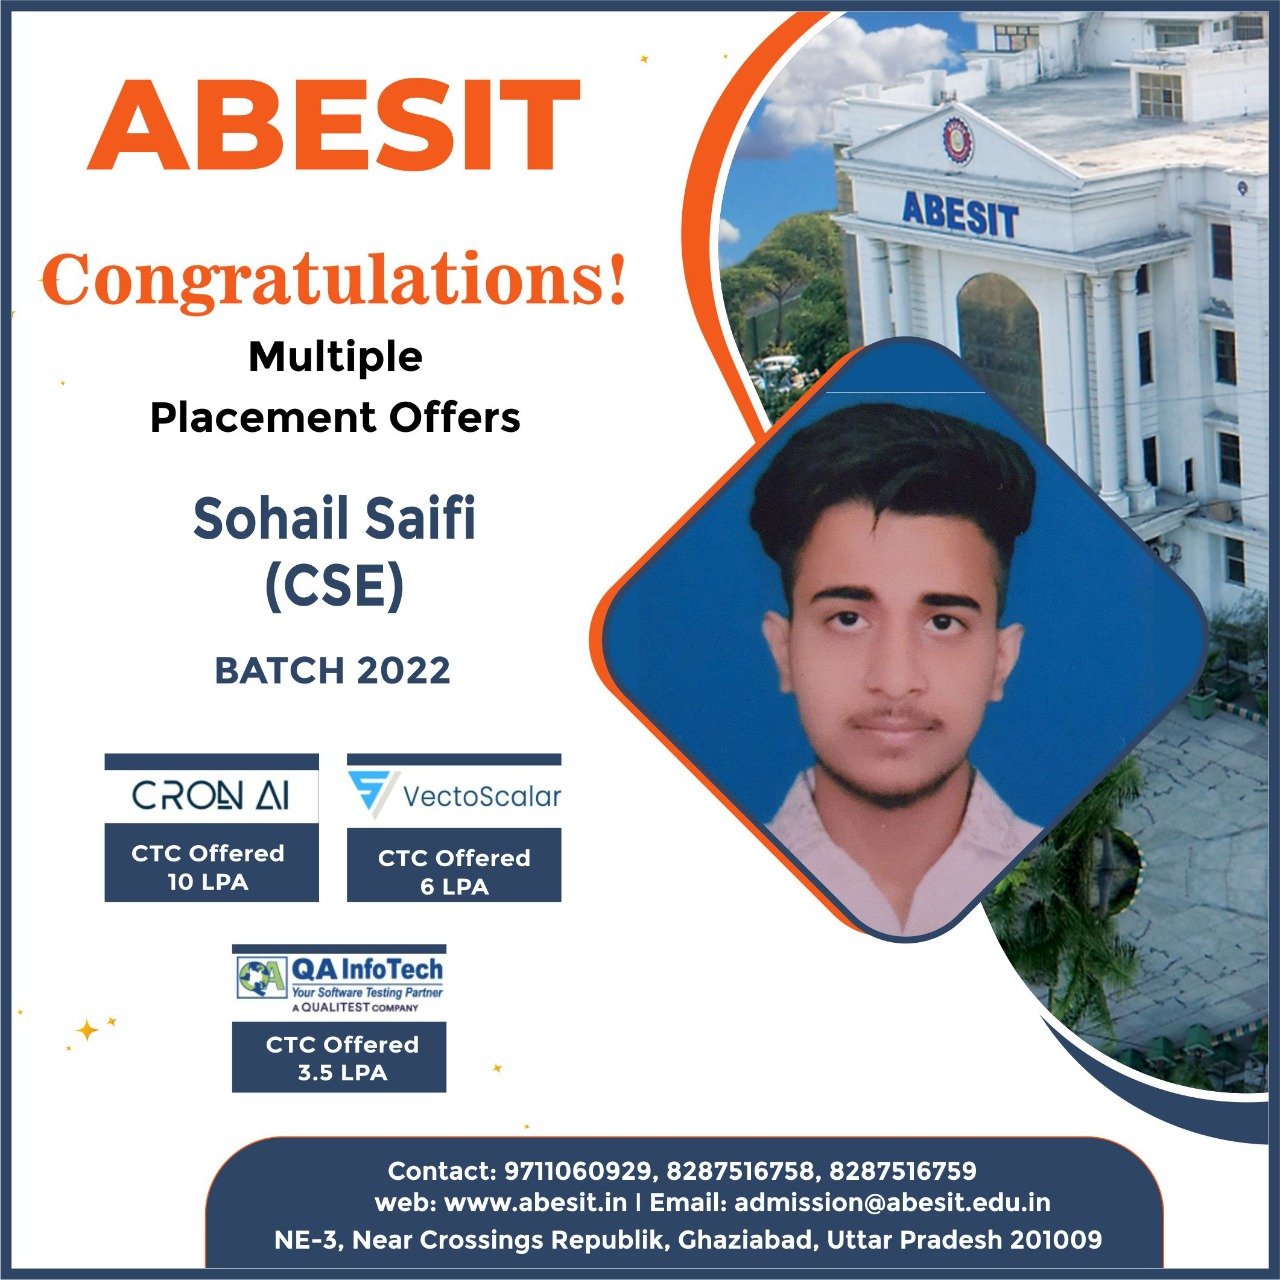 ABESIT
Congratulations!
Multiple
Placement Offers
Sohail Saifi
(CSE)
BATCH 2022
CRON AI
CTC Offered
10 LPA
VectoScalar
CTC Offered
6 LPA
QA InfoTech
Your Software Testing Partner
A QUALITEST COMPANY
CTC Offered
3.5 LPA
ABESIT
Contact: 9711060929, 8287516758, 8287516759
web: www.abesit.in | Email: admission@abesit.edu.in
NE-3, Near Crossings Republik, Ghaziabad, Uttar Pradesh 201009